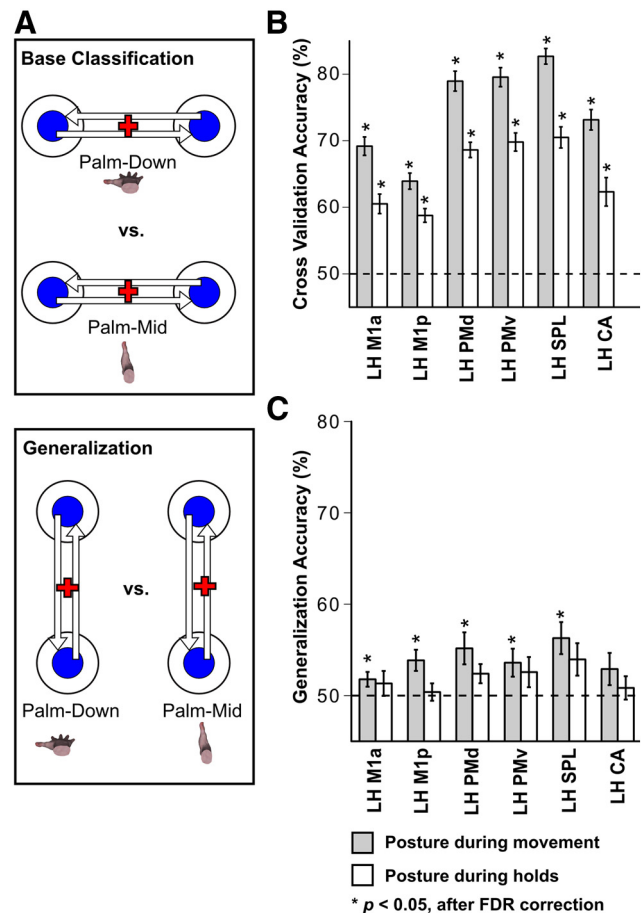 A
Base Classification
Palm-Down
vs.
Palm-Mid
Generalization
vs.
Palm-Down
Palm-Mid
B
Cross Validation Accuracy (%)
80
70
60
50
LH M1a
LH M1p
LH PMd
LH PMv
LH SPL
LH CA
* * * * * * * * * * * *
C
Generalization Accuracy (%)
80
70
60
50
* * * * *
LH M1a
LH M1p
LH PMd
LH PMv
LH SPL
LH CA
Posture during movement
Posture during holds
* p < 0.05, after FDR correction